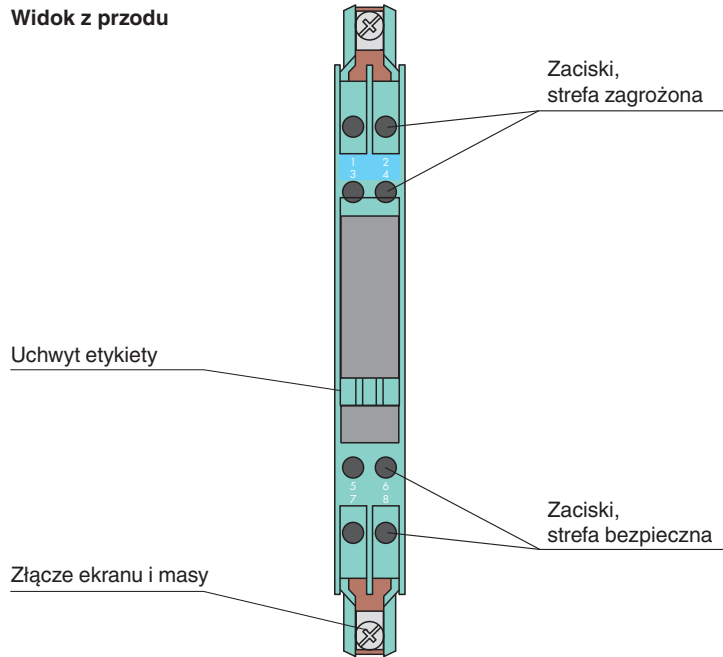 Widok z przodu
Zaciski,
strefa zagrożona
1 2
3 4
Uchwyt etykiety
5 6
7 8
Zaciski,
strefa bezpieczna
Złącze ekranu i masy